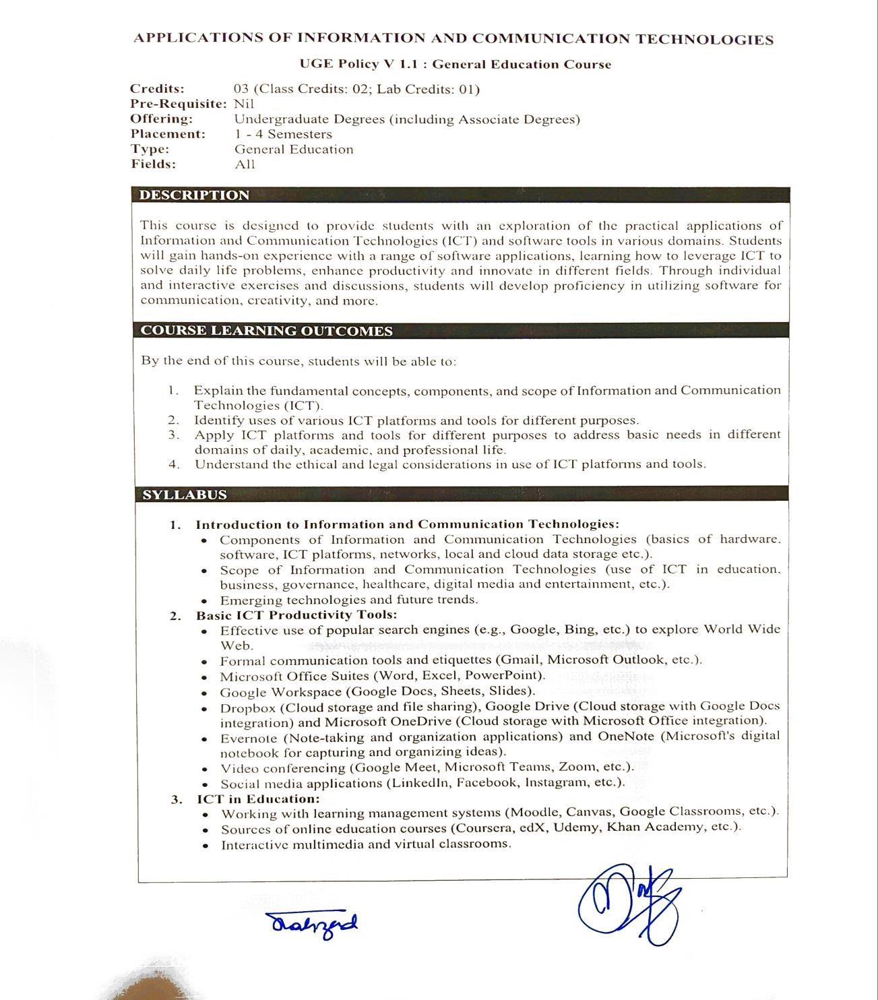 APPLICATIONS OF INFORMATION AND COMMUNICATION TECHNOLOGIES
UGE Policy V 1.1 : General Education Course
Credits: 03 (Class Credits: 02; Lab Credits: 01)
Pre-Requisite: Nil
Offering: Undergraduate Degrees (including Associate Degrees)
Placement: 1 - 4 Semesters
Type: General Education
Fields: All
DESCRIPTION
This course is designed to provide students with an exploration of the practical applications of
Information and Communication Technologies (ICT) and software tools in various domains. Students
will gain hands-on experience with a range of software applications, learning how to leverage ICT to
solve daily life problems, enhance productivity and innovate in different fields. Through individual
and interactive exercises and discussions, students will develop proficiency in utilizing software for
communication, creativity, and more.
COURSE LEARNING OUTCOMES
By the end of this course, students will be able to:
1. Explain the fundamental concepts, components, and scope of Information and Communication
Technologies (ICT).
2. Identify uses of various ICT platforms and tools for different purposes.
3. Apply ICT platforms and tools for different purposes to address basic needs in different
domains of daily, academic, and professional life.
4. Understand the ethical and legal considerations in use of ICT platforms and tools.
SYLLABUS
1. Introduction to Information and Communication Technologies:
• Components of Information and Communication Technologies (basics of hardware,
software, ICT platforms, networks, local and cloud data storage etc.).
• Scope of Information and Communication Technologies (use of ICT in education,
business, governance, healthcare, digital media and entertainment, etc.).
• Emerging technologies and future trends.
2. Basic ICT Productivity Tools:
• Effective use of popular search engines (e.g., Google, Bing, etc.) to explore World Wide
Web.
• Formal communication tools and etiquettes (Gmail, Microsoft Outlook, etc.).
• Microsoft Office Suites (Word, Excel, PowerPoint).
• Google Workspace (Google Docs, Sheets, Slides).
• Dropbox (Cloud storage and file sharing), Google Drive (Cloud storage with Google Docs
integration) and Microsoft OneDrive (Cloud storage with Microsoft Office integration).
• Evernote (Note-taking and organization applications) and OneNote (Microsoft's digital
notebook for capturing and organizing ideas).
• Video conferencing (Google Meet, Microsoft Teams, Zoom, etc.).
• Social media applications (LinkedIn, Facebook, Instagram, etc.).
3. ICT in Education:
• Working with learning management systems (Moodle, Canvas, Google Classrooms, etc.).
• Sources of online education courses (Coursera, edX, Udemy, Khan Academy, etc.).
• Interactive multimedia and virtual classrooms.